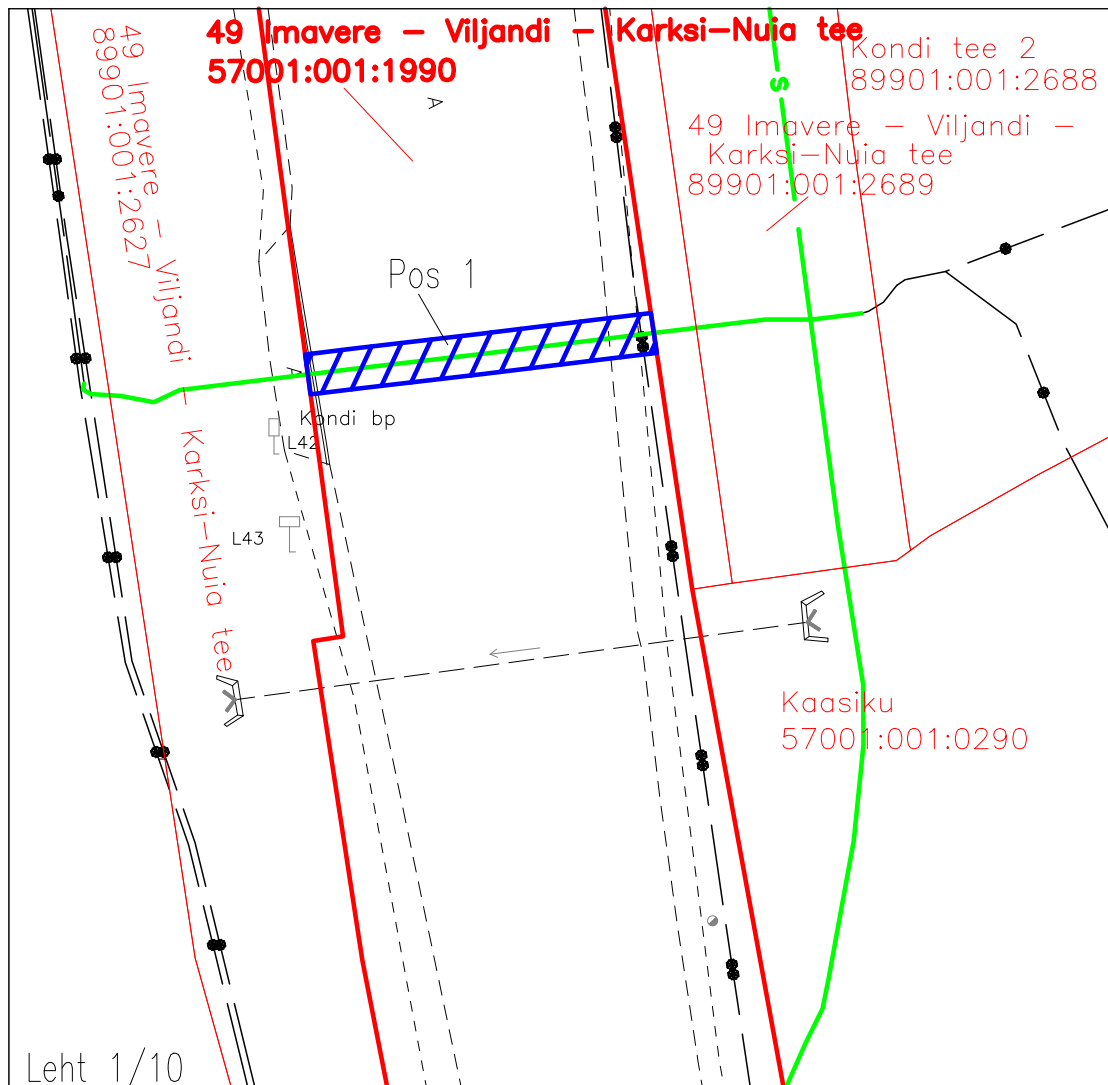 49 Imavere – Viljandi – Karksi–Nuia tee
57001:001:1990
Kondi tee 2
89901:001:2688
49 Imavere – Viljandi –
Karksi–Nuia tee
89901:001:2689
49 Imavere – Viljandi – Karksi–Nuia tee
89901:001:2627
A
S
Pos 1
A
Kondi bp
L42
L43
Kaasiku
57001:001:0290
Leht 1/10